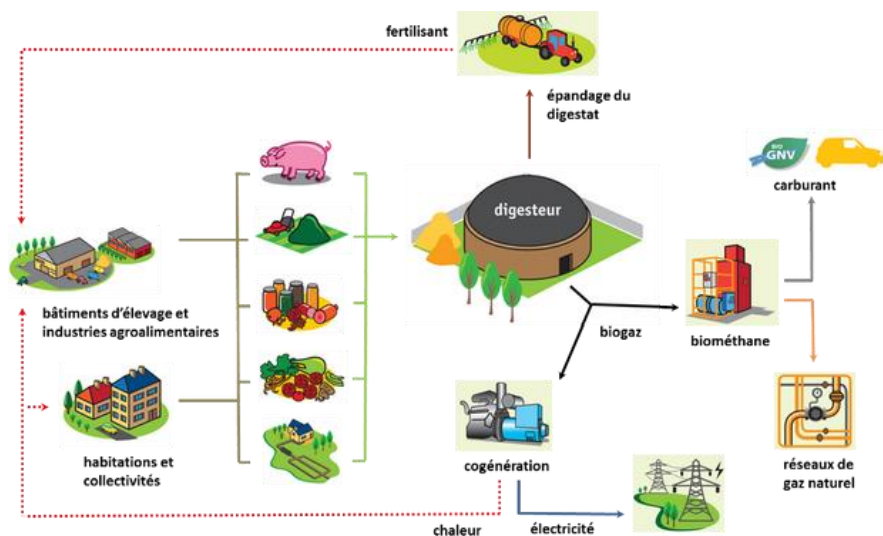 fertilisant
épandage du
digestat
BIO
GNV
carburant
digesteur
bâtiments d'élevage et
industries agroalimentaires
biogaz
biométhane
habitations et
collectivités
cogénération
réseaux de
gaz naturel
chaleur
électricité